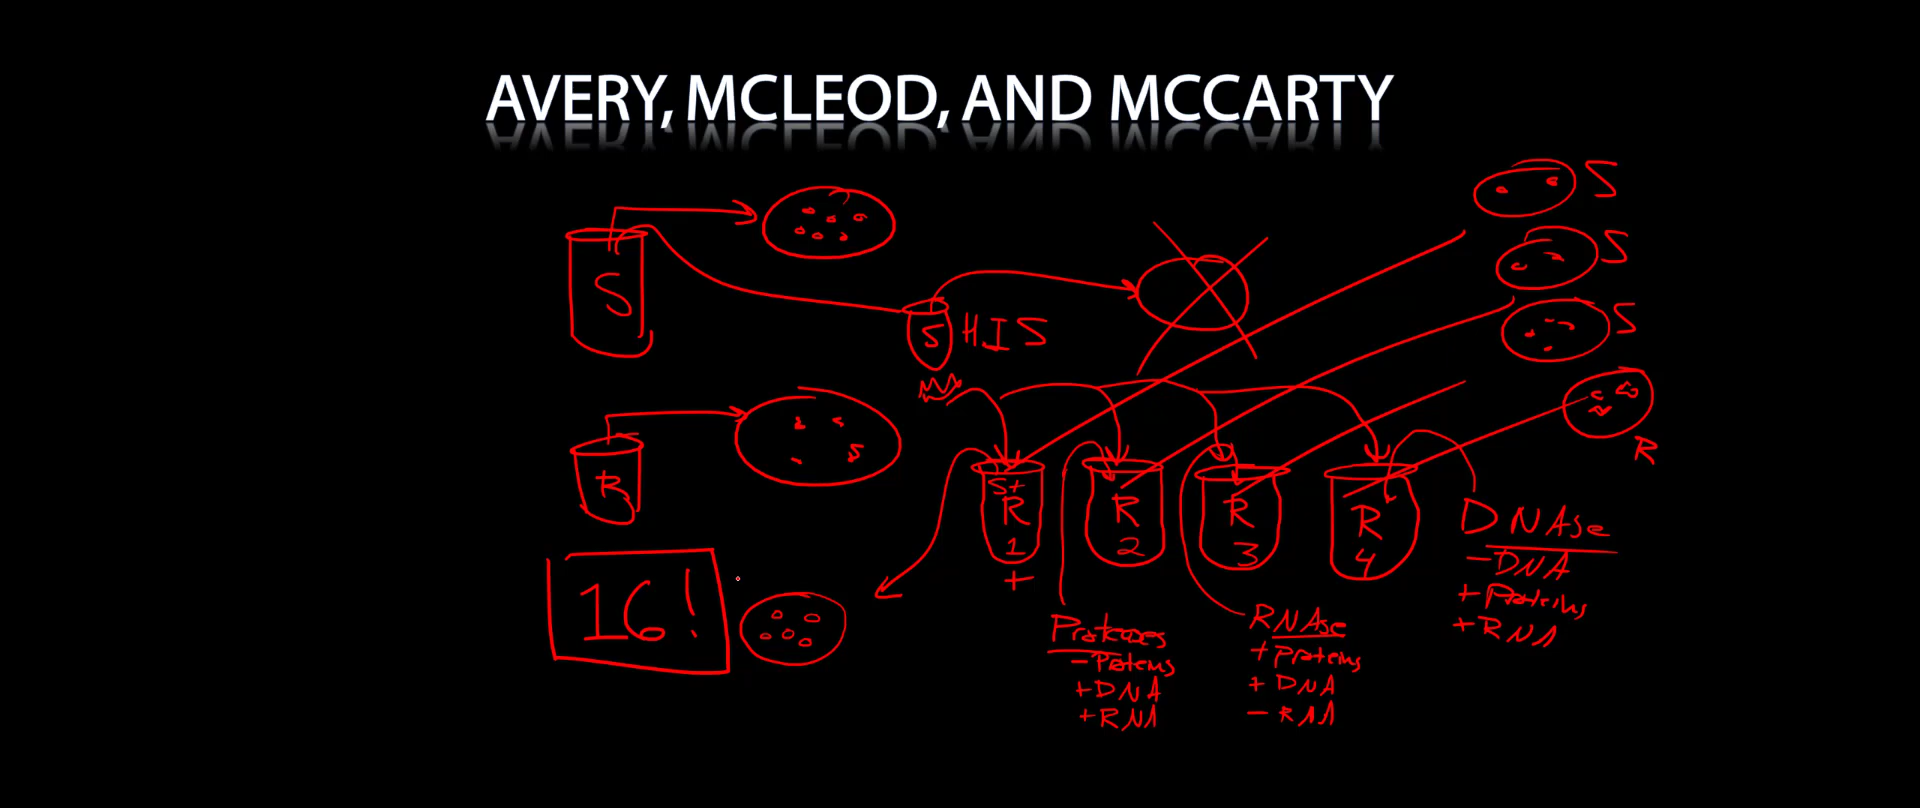 AVERY, MCLEOD, AND MCCARTY
S
S
S
S
S HIS
R
R
S+
R
1
+
R
2
R
3
R
4
DNAse
- DNA
+ Proteins
+ RNA
16!
Proteases
- Proteins
+ DNA
+ RNA
RNAse
+ Proteins
+ DNA
- RNA